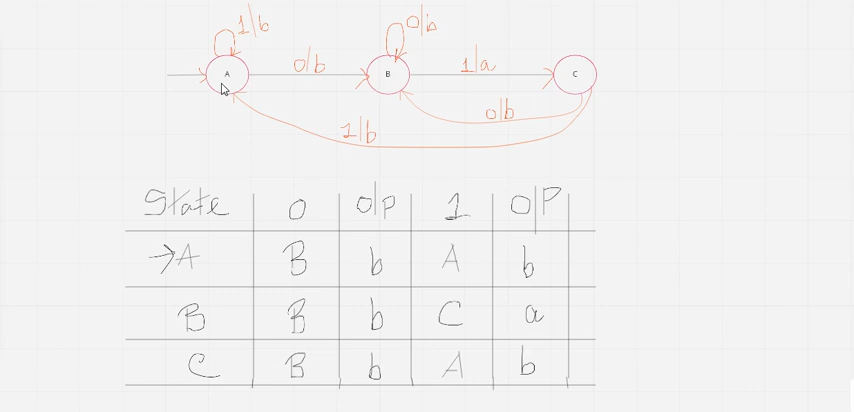 1|b
0|b
A
0|b
B
1|a
C
0|b
1|b
State 0 o|p 1 o|P
→A B b A b
B B b C a
C B b A b